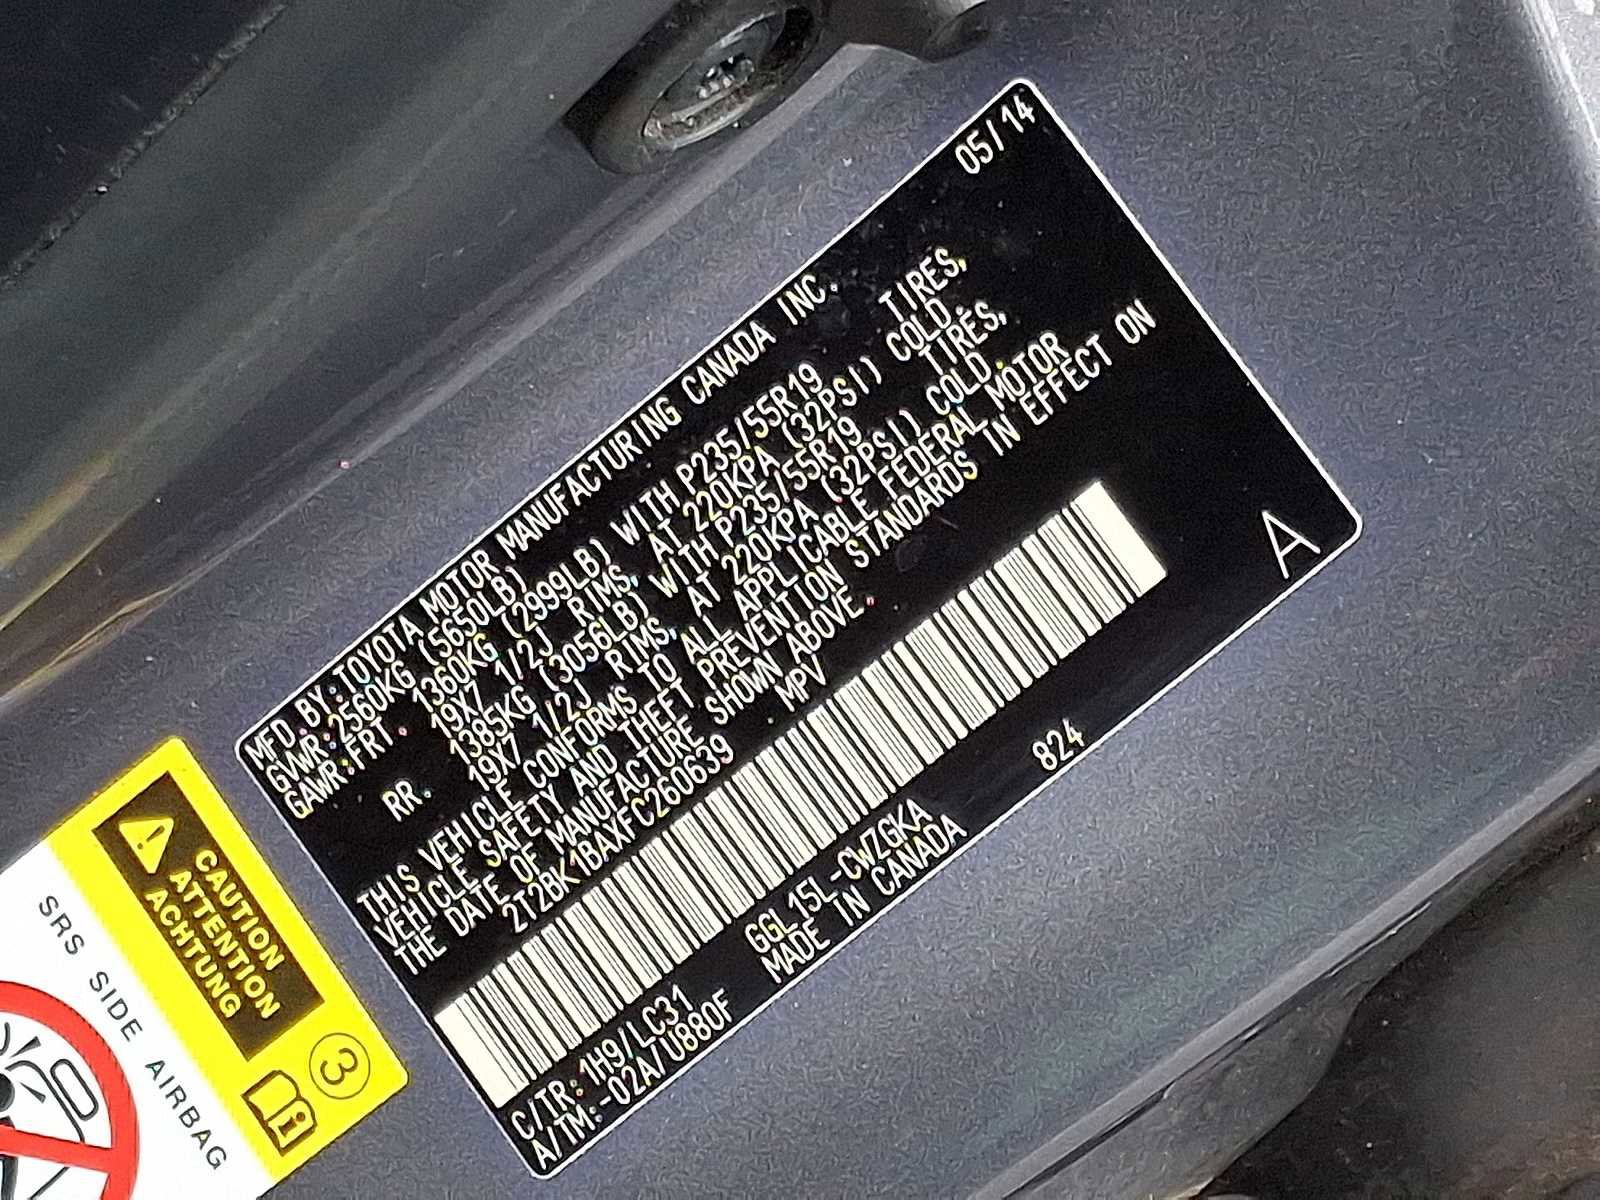 MFD. BY:TOYOTA MOTOR MANUFACTURING CANADA INC. 05/14
GVWR:2560KG (5650LB)
GAWR:FRT. 1360KG (2999LB) WITH P235/55R19 TIRES,
19X7 1/2J RIMS, AT 220KPA (32PSI) COLD.
RR. 1385KG (3056LB) WITH P235/55R19 TIRES,
19X7 1/2J RIMS, AT 220KPA (32PSI) COLD.
THIS VEHICLE CONFORMS TO ALL APPLICABLE FEDERAL MOTOR
VEHICLE SAFETY AND THEFT PREVENTION STANDARDS IN EFFECT ON
THE DATE OF MANUFACTURE SHOWN ABOVE.
2T2BK1BAXFC260639 MPV
A
C/TR:1H9/LC31 GGL15L-CWZGKA 824
A/TM:-02A/U880F MADE IN CANADA
CAUTION
ATTENTION
ACHTUNG
3
SRS SIDE AIRBAG